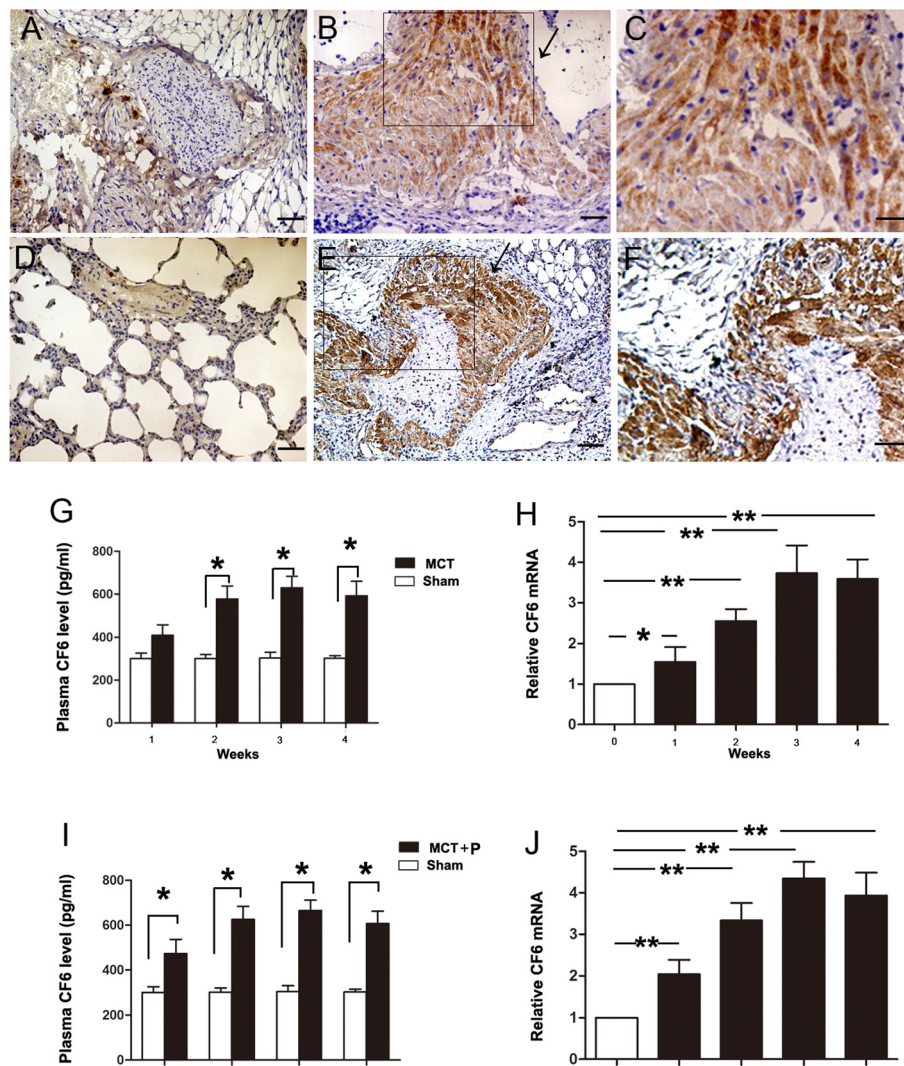 A B C
D E F
G
Plasma CF6 level (pg/ml)
800
600
400
200
0
* * *
MCT
Sham
1 2 3 4
Weeks
H
Relative CF6 mRNA
5
4
3
2
1
0
**
**
**
*
0 1 2 3 4
Weeks
I
Plasma CF6 level (pg/ml)
800
600
400
200
0
* * * *
MCT+P
Sham
J
Relative CF6 mRNA
5
4
3
2
1
0
**
**
**
**